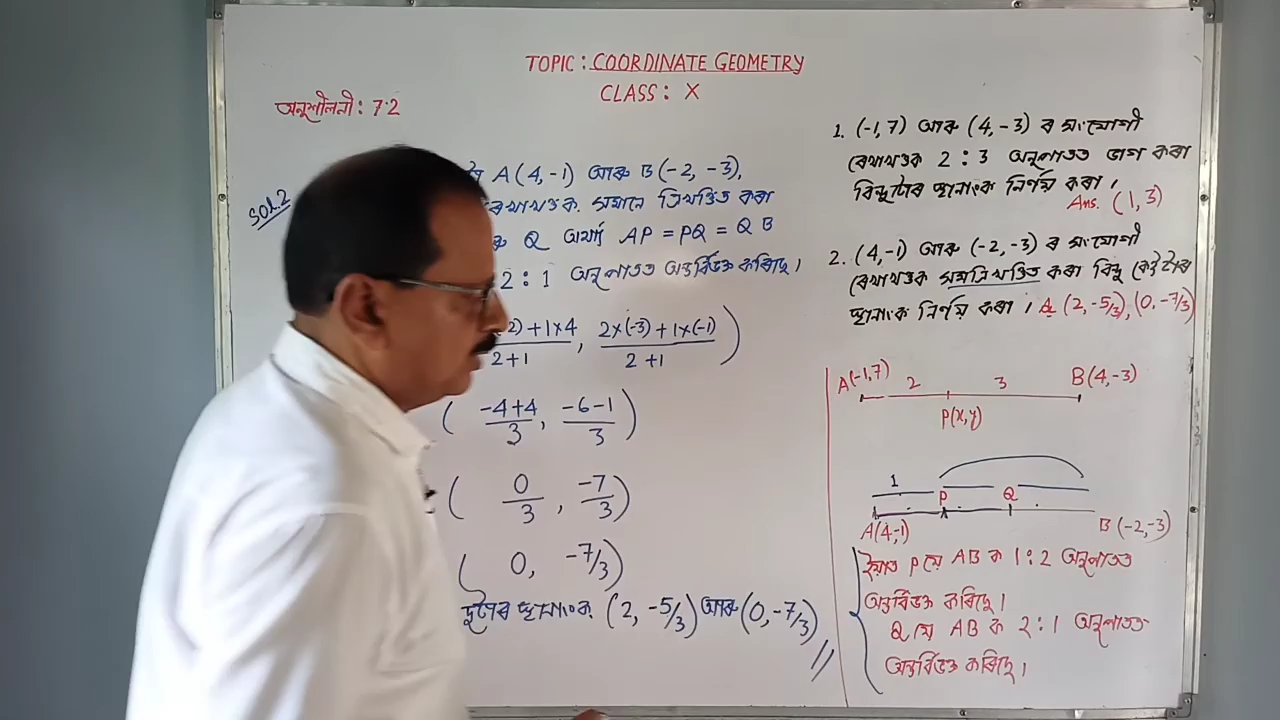 TOPIC: COORDINATE GEOMETRY
CLASS: X
অনুশীলনী: 7.2
SOL.2
A(4,-1) আৰু B(-2, -3),
ৰেখাখণ্ডক সমানে ত্ৰিখণ্ডিত কৰা
Q অৰ্থাৎ AP = PQ = QB
2 : 1 অনুপাতত অন্তৰ্বিভক্ত কৰিছে।
2)+1×4/2+1, 2×(-3)+1×(-1)/2+1)
( -4+4/3, -6-1/3 )
( 0/3, -7/3 )
( 0, -7/3 )
স্থানাংক (2, -5/3) আৰু (0, -7/3)
1. (-1,7) আৰু (4,-3) ৰ সংযোগী
ৰেখাখণ্ডক 2 : 3 অনুপাতত ভাগ কৰা
বিন্দুটোৰ স্থানাংক নিৰ্ণয় কৰা।
Ans. (1,3)
2. (4,-1) আৰু (-2,-3) ৰ সংযোগী
ৰেখাখণ্ডক সমত্ৰিখণ্ডিত কৰা বিন্দু কেইটাৰ
স্থানাংক নিৰ্ণয় কৰা। A (2,-5/3), (0,-7/3)
A(-1,7) 2 3 B(4,-3)
P(x,y)
1
P Q
A(4,-1) B(-2,-3)
ইয়াত P যে AB ক 1:2 অনুপাতত
অন্তৰ্বিভক্ত কৰিছে।
Q যে AB ক 2:1 অনুপাতত
অন্তৰ্বিভক্ত কৰিছে।